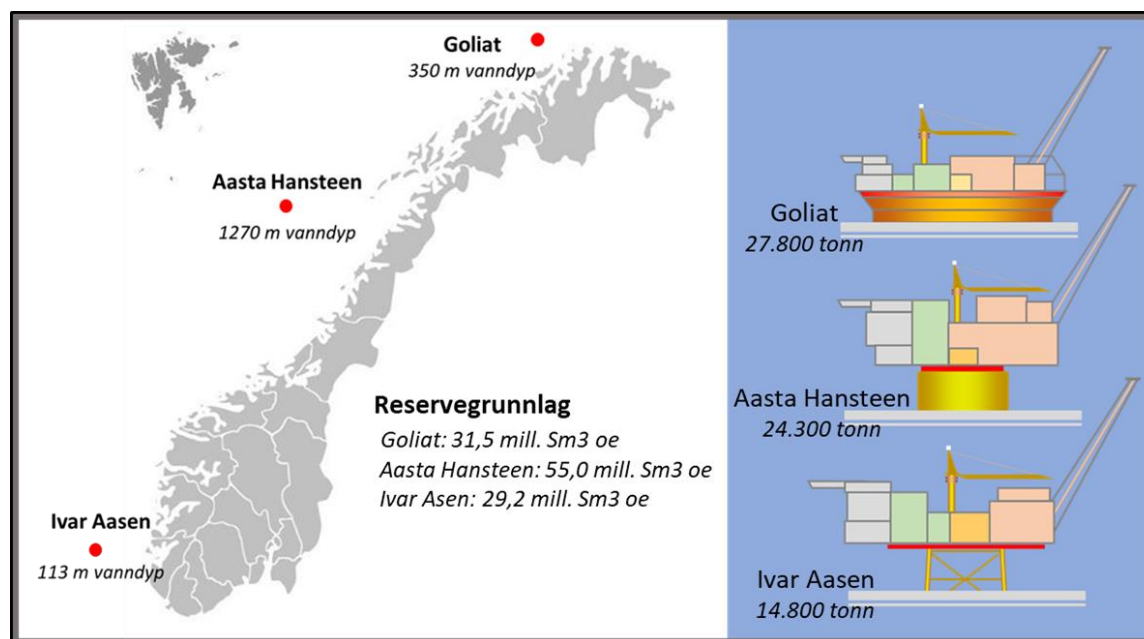 Goliat
350 m vanndyp
Aasta Hansteen
1270 m vanndyp
Reservegrunnlag
Goliat: 31,5 mill. Sm3 oe
Aasta Hansteen: 55,0 mill. Sm3 oe
Ivar Asen: 29,2 mill. Sm3 oe
Ivar Aasen
113 m vanndyp
Goliat
27.800 tonn
Aasta Hansteen
24.300 tonn
Ivar Aasen
14.800 tonn